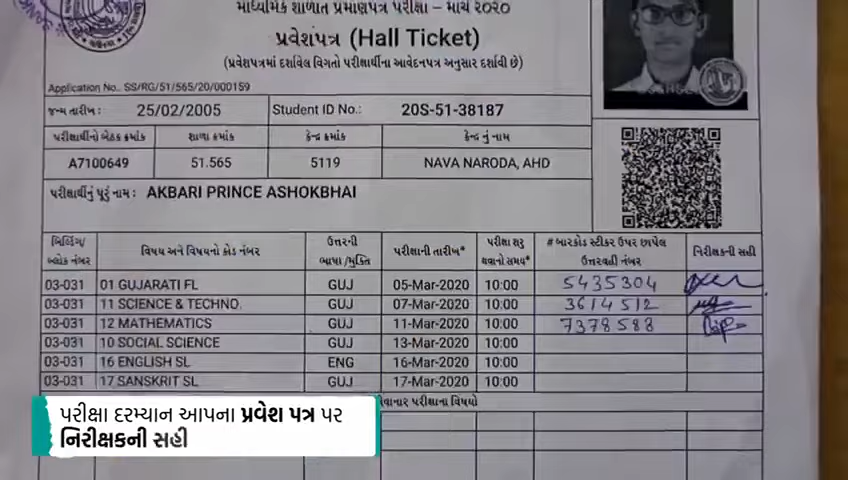 માધ્યમિક શાળાંત પ્રમાણપત્ર પરીક્ષા – માર્ચ ૨૦૨૦
પ્રવેશપત્ર (Hall Ticket)
(પ્રવેશપત્રમાં દર્શાવેલ વિગતો પરીક્ષાર્થીના આવેદનપત્ર અનુસાર દર્શાવી છે)
Application No.. SS/RG/51/565/20/000159
જન્મ તારીખ : 25/02/2005 Student ID No.: 20S-51-38187
પરીક્ષાર્થીનો બેઠક ક્રમાંક શાળા ક્રમાંક કેન્દ્ર ક્રમાંક કેન્દ્ર નું નામ
A7100649 51.565 5119 NAVA NARODA, AHD
પરીક્ષાર્થીનું પૂરું નામ : AKBARI PRINCE ASHOKBHAI
બિલ્ડિંગ/ બ્લોક નંબર વિષય અને વિષયનો કોડ નંબર ઉત્તરની ભાષા /મુક્તિ પરીક્ષાની તારીખ* પરીક્ષા શરૂ થવાનો સમય* # બારકોડ સ્ટીકર ઉપર છાપેલ ઉત્તરવહી નંબર નિરીક્ષકની સહી
03-031 01 GUJARATI FL GUJ 05-Mar-2020 10:00 5435304
03-031 11 SCIENCE & TECHNO. GUJ 07-Mar-2020 10:00 3614512
03-031 12 MATHEMATICS GUJ 11-Mar-2020 10:00 7378588
03-031 10 SOCIAL SCIENCE GUJ 13-Mar-2020 10:00
03-031 16 ENGLISH SL ENG 16-Mar-2020 10:00
03-031 17 SANSKRIT SL GUJ 17-Mar-2020 10:00
પરીક્ષાના વિષયો
પરીક્ષા દરમ્યાન આપના પ્રવેશ પત્ર પર
નિરીક્ષકની સહી